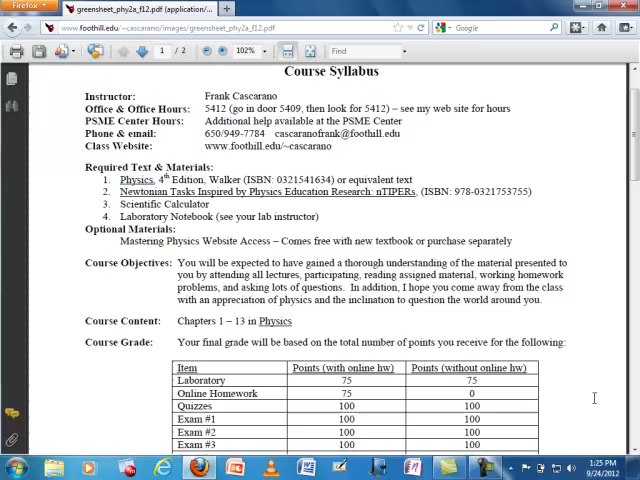 Firefox
greensheet_phy2a_f12.pdf (application/...
www.foothill.edu/~cascarano/images/greensheet_phy2a_f12.pdf
Google
1 / 2
102%
Find
Course Syllabus
Instructor: Frank Cascarano
Office & Office Hours: 5412 (go in door 5409, then look for 5412) – see my web site for hours
PSME Center Hours: Additional help available at the PSME Center
Phone & email: 650/949-7784 cascaranofrank@foothill.edu
Class Website: www.foothill.edu/~cascarano
Required Text & Materials:
1. Physics, 4th Edition, Walker (ISBN: 0321541634) or equivalent text
2. Newtonian Tasks Inspired by Physics Education Research: nTIPERs, (ISBN: 978-0321753755)
3. Scientific Calculator
4. Laboratory Notebook (see your lab instructor)
Optional Materials:
Mastering Physics Website Access – Comes free with new textbook or purchase separately
Course Objectives: You will be expected to have gained a thorough understanding of the material presented to
you by attending all lectures, participating, reading assigned material, working homework
problems, and asking lots of questions. In addition, I hope you come away from the class
with an appreciation of physics and the inclination to question the world around you.
Course Content: Chapters 1 – 13 in Physics
Course Grade: Your final grade will be based on the total number of points you receive for the following:
Item Points (with online hw) Points (without online hw)
Laboratory 75 75
Online Homework 75 0
Quizzes 100 100
Exam #1 100 100
Exam #2 100 100
Exam #3 100 100
1:25 PM
9/24/2012